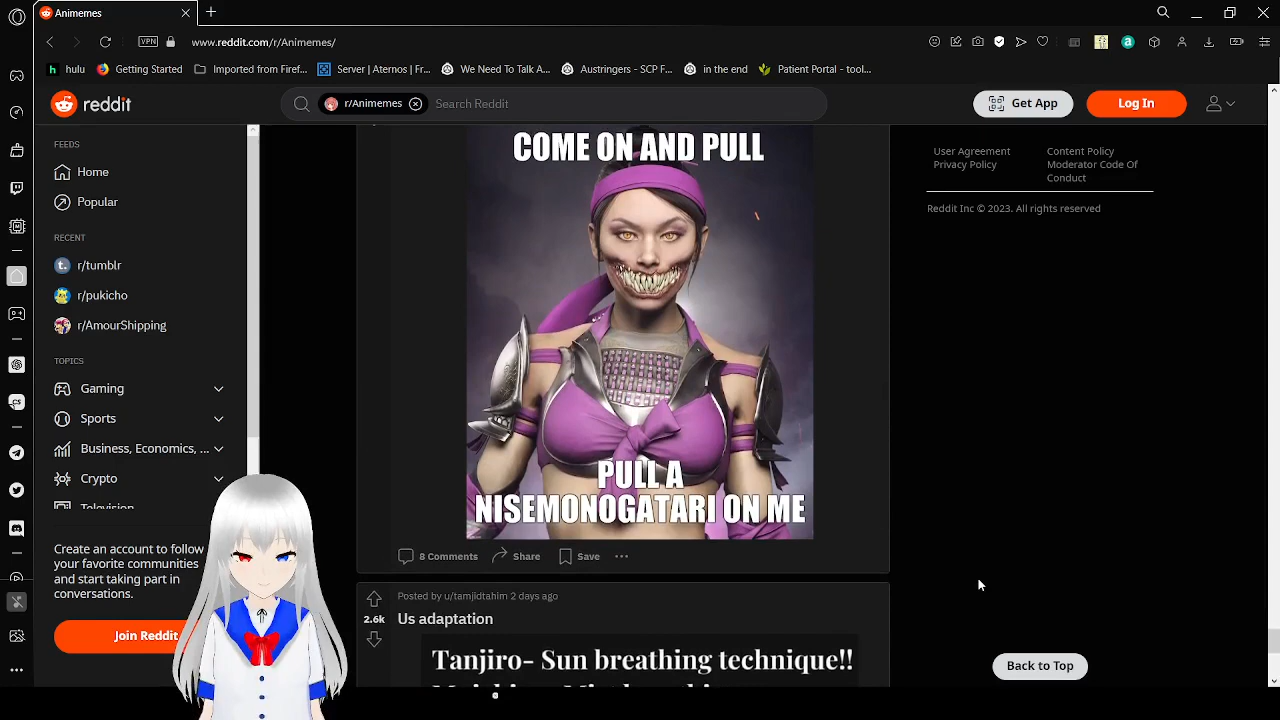 Animemes
VPN
www.reddit.com/r/Animemes/
hulu
Getting Started
Imported from Firef...
Server | Aternos | Fr...
We Need To Talk A...
Austringers - SCP F...
in the end
Patient Portal - tool...
reddit
r/Animemes
Search Reddit
Get App
Log In
FEEDS
Home
Popular
RECENT
r/tumblr
r/pukicho
r/AmourShipping
TOPICS
Gaming
Sports
Business, Economics, ...
Crypto
Television
Create an account to follow
your favorite communities
and start taking part in
conversations.
Join Reddit
COME ON AND PULL
PULL A
NISEMONOGATARI ON ME
8 Comments
Share
Save
Posted by u/tamjidtahim 2 days ago
2.6k
Us adaptation
Tanjiro- Sun breathing technique!!
User Agreement
Privacy Policy
Content Policy
Moderator Code Of
Conduct
Reddit Inc © 2023. All rights reserved
Back to Top